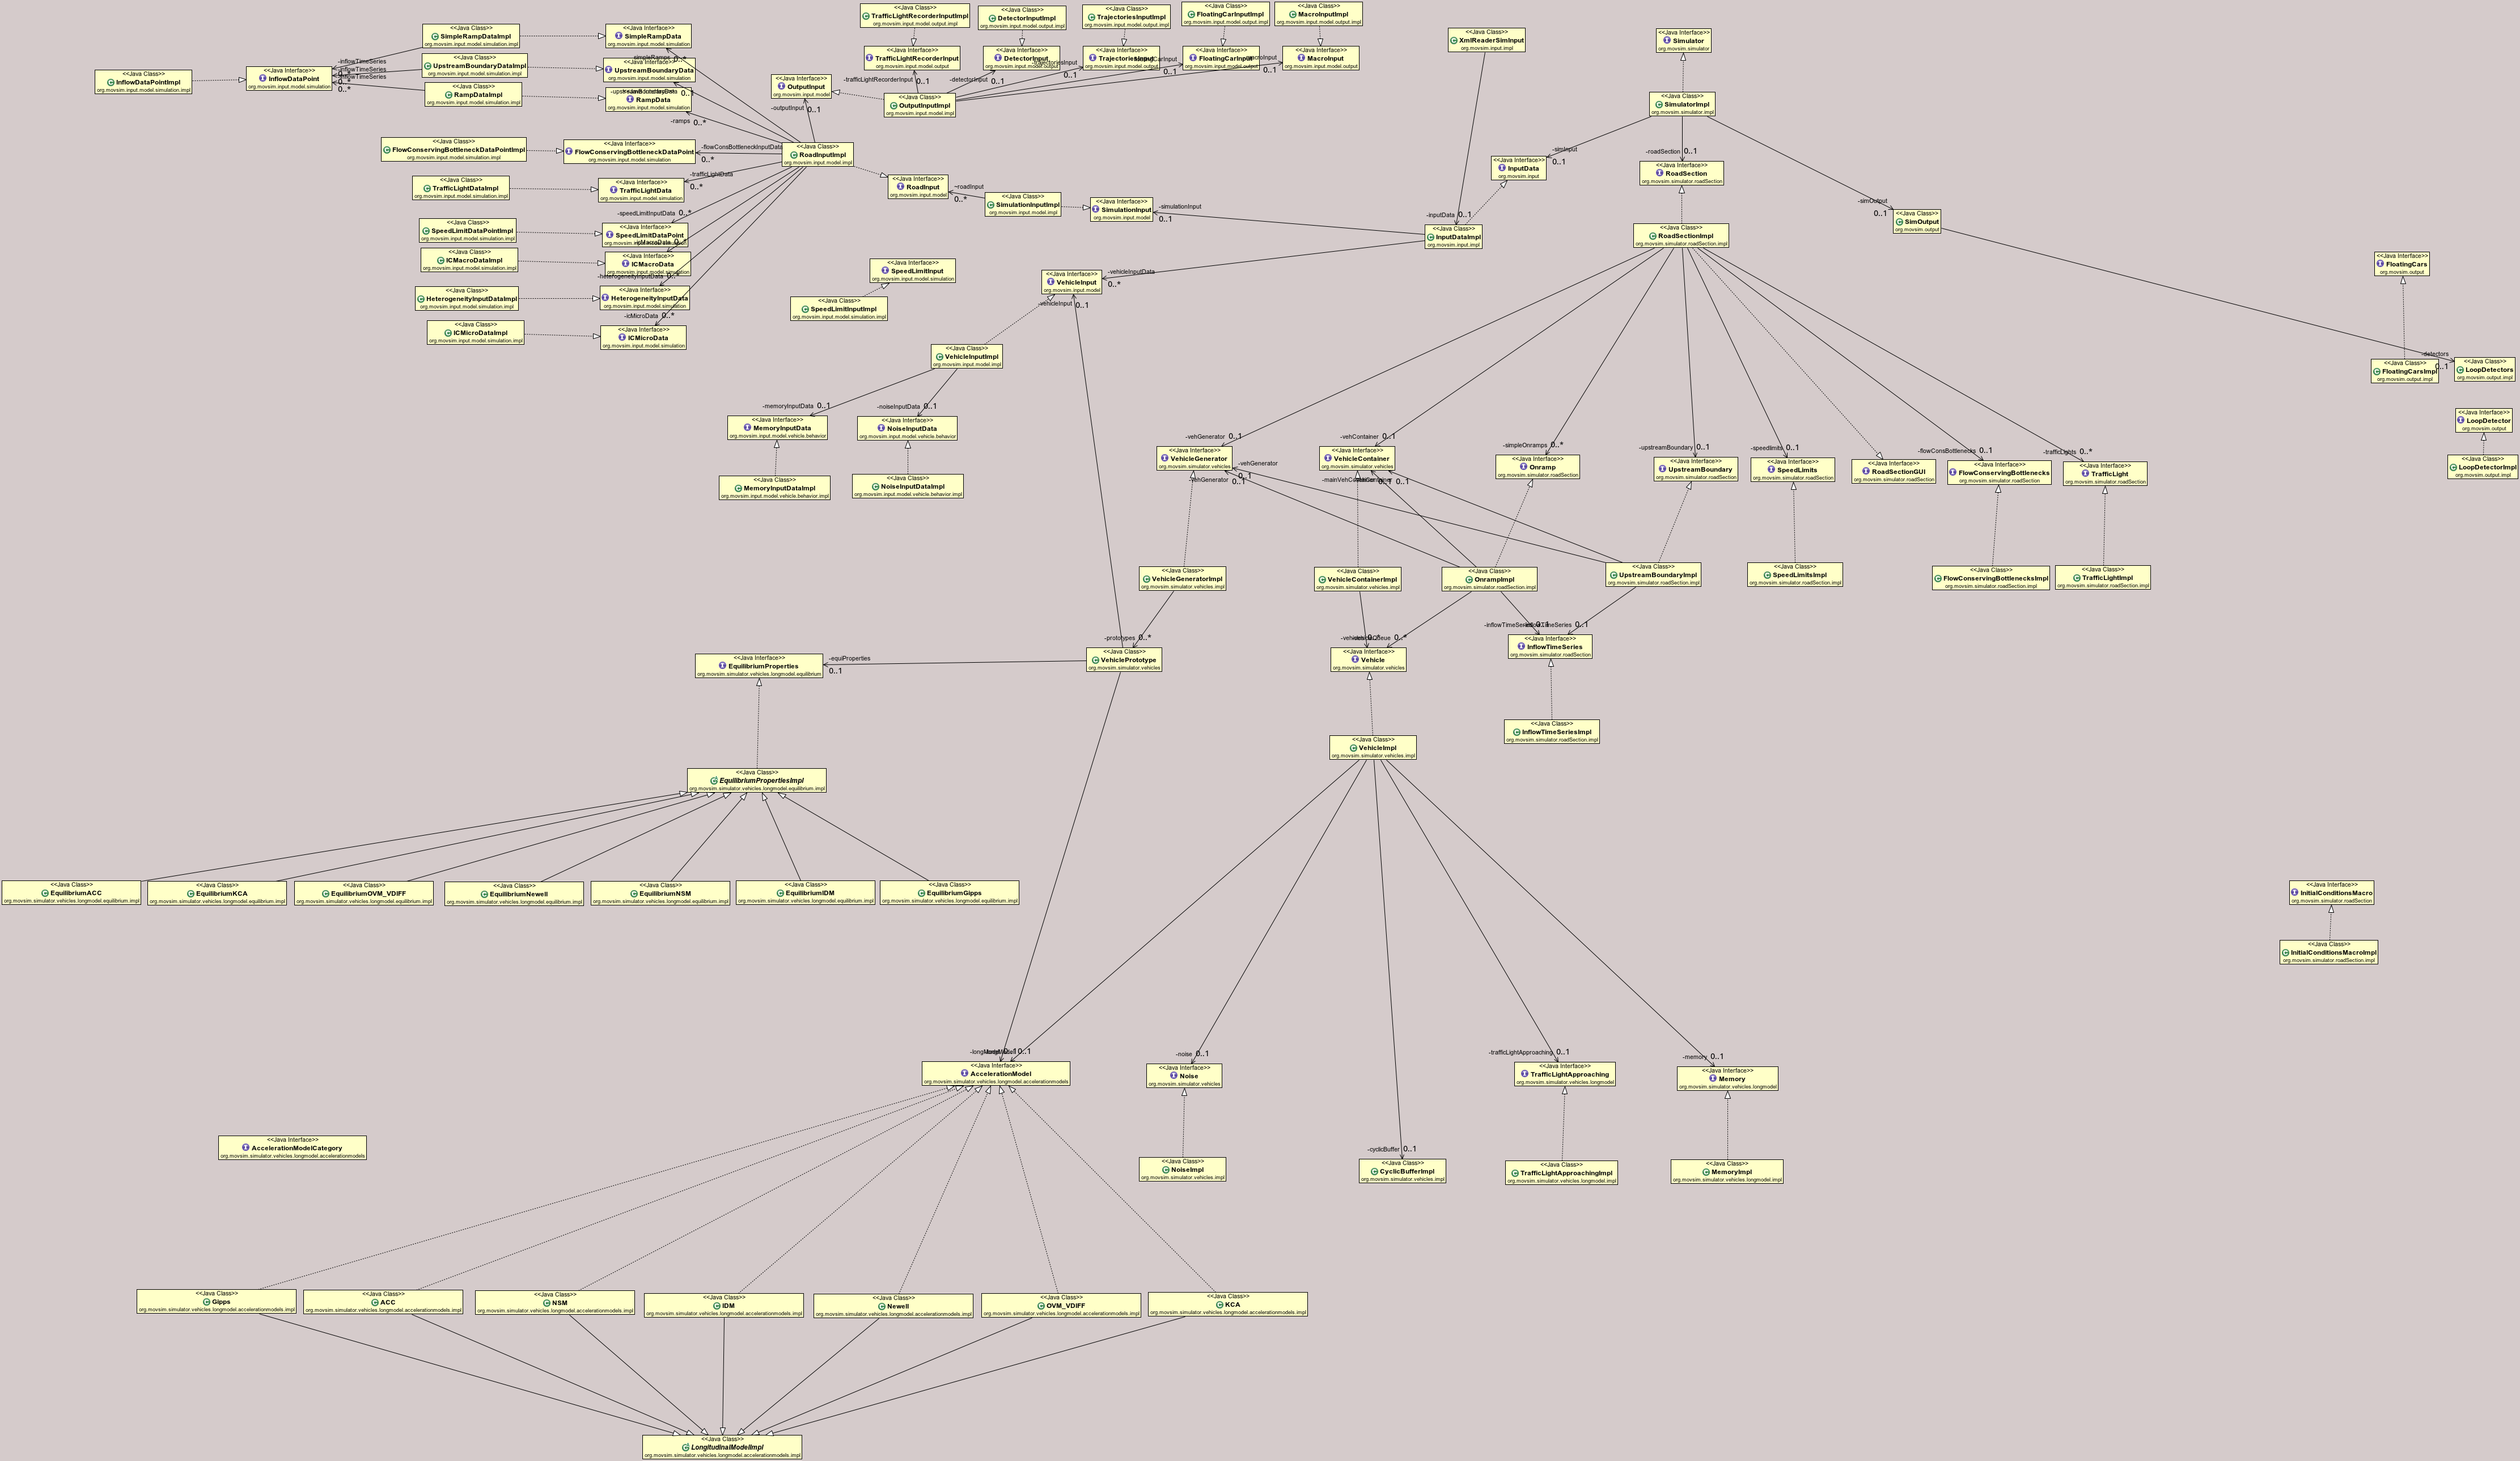 <<Java Class>>
TrafficLightRecorderInputImpl
org.movsim.input.model.output.impl
<<Java Class>>
DetectorInputImpl
org.movsim.input.model.output.impl
<<Java Class>>
TrajectoriesInputImpl
org.movsim.input.model.output.impl
<<Java Class>>
FloatingCarInputImpl
org.movsim.input.model.output.impl
<<Java Class>>
MacroInputImpl
org.movsim.input.model.output.impl
<<Java Class>>
SimpleRampDataImpl
org.movsim.input.model.simulation.impl
<<Java Interface>>
SimpleRampData
org.movsim.input.model.simulation
<<Java Class>>
XmlReaderSimInput
org.movsim.input.impl
<<Java Interface>>
Simulator
org.movsim.simulator
<<Java Interface>>
TrafficLightRecorderInput
org.movsim.input.model.output
<<Java Interface>>
DetectorInput
org.movsim.input.model.output
<<Java Interface>>
TrajectoriesInput
org.movsim.input.model.output
<<Java Interface>>
FloatingCarInput
org.movsim.input.model.output
<<Java Interface>>
MacroInput
org.movsim.input.model.output
<<Java Class>>
InflowDataPointImpl
org.movsim.input.model.simulation.impl
<<Java Interface>>
InflowDataPoint
org.movsim.input.model.simulation
-inflowTimeSeries
-inflowTimeSeries
-inflowTimeSeries
0..*
<<Java Class>>
UpstreamBoundaryDataImpl
org.movsim.input.model.simulation.impl
<<Java Interface>>
UpstreamBoundaryData
org.movsim.input.model.simulation
<<Java Class>>
RampDataImpl
org.movsim.input.model.simulation.impl
RampData
org.movsim.input.model.simulation
0..1
-ramps 0..*
<<Java Interface>>
OutputInput
org.movsim.input.model
-outputInput 0..1
-trafficLightRecorderInput 0..1
-detectorInput 0..1
0..1
0..1
0..1
<<Java Class>>
OutputInputImpl
org.movsim.input.model.impl
<<Java Class>>
SimulatorImpl
org.movsim.simulator.impl
<<Java Class>>
FlowConservingBottleneckDataPointImpl
org.movsim.input.model.simulation.impl
<<Java Interface>>
FlowConservingBottleneckDataPoint
org.movsim.input.model.simulation
-flowConsBottleneckInputData
0..*
<<Java Class>>
RoadInputImpl
org.movsim.input.model.impl
-simInput
0..1
<<Java Interface>>
InputData
org.movsim.input
-roadSection 0..1
<<Java Interface>>
RoadSection
org.movsim.simulator.roadSection
<<Java Class>>
TrafficLightDataImpl
org.movsim.input.model.simulation.impl
<<Java Interface>>
TrafficLightData
org.movsim.input.model.simulation
-trafficLightData
0..*
<<Java Interface>>
RoadInput
org.movsim.input.model
-roadInput
0..*
<<Java Class>>
SimulationInputImpl
org.movsim.input.model.impl
<<Java Interface>>
SimulationInput
org.movsim.input.model
-simulationInput
0..1
-simOutput
0..1
<<Java Class>>
SimOutput
org.movsim.output
-inputData 0..1
<<Java Class>>
InputDataImpl
org.movsim.input.impl
<<Java Class>>
SpeedLimitDataPointImpl
org.movsim.input.model.simulation.impl
-speedLimitInputData 0..*
<<Java Interface>>
SpeedLimitDataPoint
<<Java Class>>
RoadSectionImpl
org.movsim.simulator.roadSection.impl
<<Java Class>>
ICMacroDataImpl
org.movsim.input.model.simulation.impl
<<Java Interface>>
ICMacroData
<<Java Interface>>
SpeedLimitInput
org.movsim.input.model.simulation
<<Java Interface>>
FloatingCars
org.movsim.output
-vehicleInputData
0..*
<<Java Interface>>
VehicleInput
org.movsim.input.model
<<Java Class>>
HeterogeneityInputDataImpl
org.movsim.input.model.simulation.impl
<<Java Interface>>
HeterogeneityInputData
org.movsim.input.model.simulation
<<Java Class>>
SpeedLimitInputImpl
org.movsim.input.model.simulation.impl
-vehicleInput 0..1
-icMicroData 0..*
<<Java Class>>
ICMicroDataImpl
org.movsim.input.model.simulation.impl
<<Java Interface>>
ICMicroData
org.movsim.input.model.simulation
<<Java Class>>
VehicleInputImpl
org.movsim.input.model.impl
<<Java Class>>
FloatingCarsImpl
org.movsim.output.impl
-detectors
0..1
<<Java Class>>
LoopDetectors
org.movsim.output.impl
-memoryInputData 0..1
<<Java Interface>>
MemoryInputData
org.movsim.input.model.vehicle.behavior
-noiseInputData 0..1
<<Java Interface>>
NoiseInputData
org.movsim.input.model.vehicle.behavior
<<Java Interface>>
LoopDetector
org.movsim.output
-vehGenerator 0..1
<<Java Interface>>
VehicleGenerator
org.movsim.simulator.vehicles
-vehContainer 0..1
<<Java Interface>>
VehicleContainer
org.movsim.simulator.vehicles
-simpleOnramps 0..*
<<Java Interface>>
Onramp
org.movsim.simulator.roadSection
-upstreamBoundary 0..1
<<Java Interface>>
UpstreamBoundary
org.movsim.simulator.roadSection
-speedlimits 0..1
<<Java Interface>>
SpeedLimits
org.movsim.simulator.roadSection
<<Java Interface>>
RoadSectionGUI
org.movsim.simulator.roadSection
-flowConsBottlenecks 0..1
<<Java Interface>>
FlowConservingBottlenecks
org.movsim.simulator.roadSection
-trafficLights 0..*
<<Java Interface>>
TrafficLight
org.movsim.simulator.roadSection
<<Java Class>>
LoopDetectorImpl
org.movsim.output.impl
-vehGenerator
0..1
-vehGenerator
0..1
0..1
<<Java Class>>
MemoryInputDataImpl
org.movsim.input.model.vehicle.behavior.impl
<<Java Class>>
NoiseInputDataImpl
org.movsim.input.model.vehicle.behavior.impl
<<Java Class>>
VehicleGeneratorImpl
org.movsim.simulator.vehicles.impl
<<Java Class>>
VehicleContainerImpl
org.movsim.simulator.vehicles.impl
<<Java Class>>
OnrampImpl
org.movsim.simulator.roadSection.impl
<<Java Class>>
UpstreamBoundaryImpl
org.movsim.simulator.roadSection.impl
<<Java Class>>
SpeedLimitsImpl
org.movsim.simulator.roadSection.impl
<<Java Class>>
FlowConservingBottlenecksImpl
org.movsim.simulator.roadSection.impl
<<Java Class>>
TrafficLightImpl
org.movsim.simulator.roadSection.impl
-prototypes 0..*
0..*
0..1
<<Java Class>>
VehiclePrototype
org.movsim.simulator.vehicles
<<Java Interface>>
Vehicle
org.movsim.simulator.vehicles
<<Java Interface>>
InflowTimeSeries
org.movsim.simulator.roadSection
<<Java Interface>>
EquilibriumProperties
org.movsim.simulator.vehicles.longmodel.equilibrium
-equiProperties
0..1
<<Java Class>>
InflowTimeSeriesImpl
org.movsim.simulator.roadSection.impl
<<Java Class>>
VehicleImpl
org.movsim.simulator.vehicles.impl
<<Java Class>>
EquilibriumPropertiesImpl
org.movsim.simulator.vehicles.longmodel.equilibrium.impl
<<Java Class>>
EquilibriumACC
org.movsim.simulator.vehicles.longmodel.equilibrium.impl
<<Java Class>>
EquilibriumKCA
org.movsim.simulator.vehicles.longmodel.equilibrium.impl
<<Java Class>>
EquilibriumOVM_VDIFF
org.movsim.simulator.vehicles.longmodel.equilibrium.impl
<<Java Class>>
EquilibriumNewell
org.movsim.simulator.vehicles.longmodel.equilibrium.impl
<<Java Class>>
EquilibriumNSM
org.movsim.simulator.vehicles.longmodel.equilibrium.impl
<<Java Class>>
EquilibriumIDM
org.movsim.simulator.vehicles.longmodel.equilibrium.impl
<<Java Class>>
EquilibriumGipps
org.movsim.simulator.vehicles.longmodel.equilibrium.impl
<<Java Interface>>
InitialConditionsMacro
org.movsim.simulator.roadSection
<<Java Class>>
InitialConditionsMacroImpl
org.movsim.simulator.roadSection.impl
0..1
<<Java Interface>>
AccelerationModel
org.movsim.simulator.vehicles.longmodel.accelerationmodels
-noise 0..1
<<Java Interface>>
Noise
org.movsim.simulator.vehicles
-trafficLightApproaching 0..1
<<Java Interface>>
TrafficLightApproaching
org.movsim.simulator.vehicles.longmodel
-memory 0..1
<<Java Interface>>
Memory
org.movsim.simulator.vehicles.longmodel
<<Java Interface>>
AccelerationModelCategory
org.movsim.simulator.vehicles.longmodel.accelerationmodels
<<Java Class>>
NoiseImpl
org.movsim.simulator.vehicles.impl
-cyclicBuffer 0..1
<<Java Class>>
CyclicBufferImpl
org.movsim.simulator.vehicles.impl
<<Java Class>>
TrafficLightApproachingImpl
org.movsim.simulator.vehicles.longmodel.impl
<<Java Class>>
MemoryImpl
org.movsim.simulator.vehicles.longmodel.impl
<<Java Class>>
Gipps
org.movsim.simulator.vehicles.longmodel.accelerationmodels.impl
<<Java Class>>
ACC
org.movsim.simulator.vehicles.longmodel.accelerationmodels.impl
<<Java Class>>
NSM
org.movsim.simulator.vehicles.longmodel.accelerationmodels.impl
<<Java Class>>
IDM
org.movsim.simulator.vehicles.longmodel.accelerationmodels.impl
<<Java Class>>
Newell
org.movsim.simulator.vehicles.longmodel.accelerationmodels.impl
<<Java Class>>
OVM_VDIFF
org.movsim.simulator.vehicles.longmodel.accelerationmodels.impl
<<Java Class>>
KCA
org.movsim.simulator.vehicles.longmodel.accelerationmodels.impl
<<Java Class>>
LongitudinalModelImpl
org.movsim.simulator.vehicles.longmodel.accelerationmodels.impl